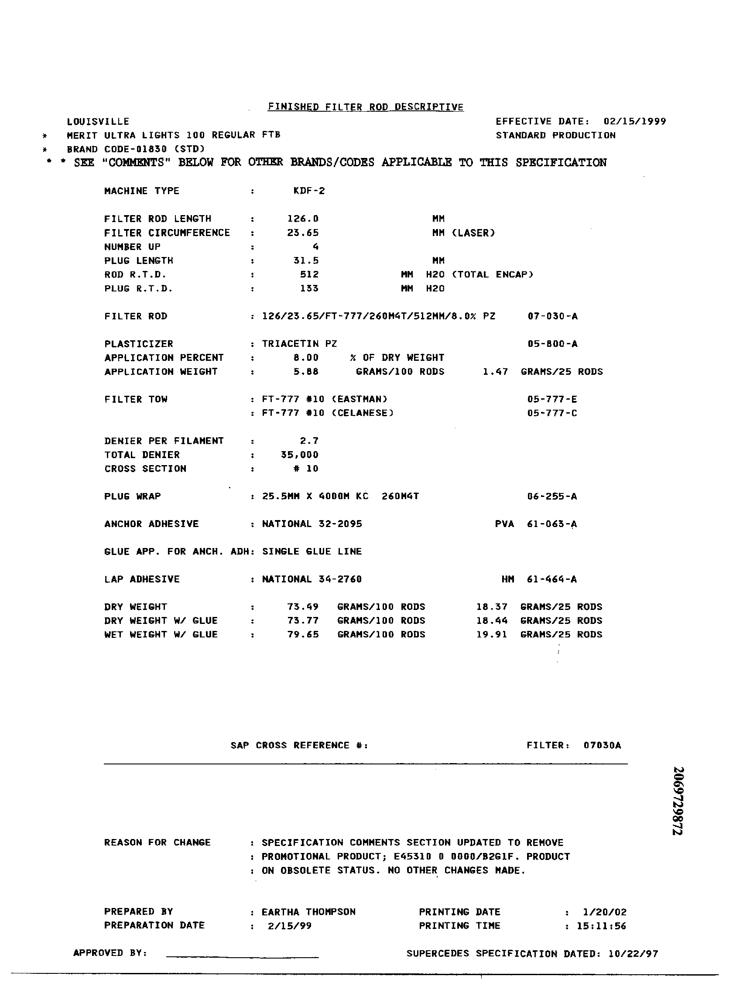 FINISHED FILTER ROD DESCRIPTIVE
LOUISVILLE EFFECTIVE DATE: 02/15/1999
* MERIT ULTRA LIGHTS 100 REGULAR FTB STANDARD PRODUCTION
* BRAND CODE-01830 (STD)
* * SEE "COMMENTS" BELOW FOR OTHER BRANDS/CODES APPLICABLE TO THIS SPECIFICATION
MACHINE TYPE : KDF-2
FILTER ROD LENGTH : 126.0 MM
FILTER CIRCUMFERENCE : 23.65 MM (LASER)
NUMBER UP : 4
PLUG LENGTH : 31.5 MM
ROD R.T.D. : 512 MM H2O (TOTAL ENCAP)
PLUG R.T.D. : 133 MM H2O
FILTER ROD : 126/23.65/FT-777/260M4T/512MM/8.0% PZ 07-030-A
PLASTICIZER : TRIACETIN PZ 05-800-A
APPLICATION PERCENT : 8.00 % OF DRY WEIGHT
APPLICATION WEIGHT : 5.88 GRAMS/100 RODS 1.47 GRAMS/25 RODS
FILTER TOW : FT-777 #10 (EASTMAN) 05-777-E
: FT-777 #10 (CELANESE) 05-777-C
DENIER PER FILAMENT : 2.7
TOTAL DENIER : 35,000
CROSS SECTION : # 10
PLUG WRAP : 25.5MM X 4000M KC 260M4T 06-255-A
ANCHOR ADHESIVE : NATIONAL 32-2095 PVA 61-063-A
GLUE APP. FOR ANCH. ADH: SINGLE GLUE LINE
LAP ADHESIVE : NATIONAL 34-2760 HM 61-464-A
DRY WEIGHT : 73.49 GRAMS/100 RODS 18.37 GRAMS/25 RODS
DRY WEIGHT W/ GLUE : 73.77 GRAMS/100 RODS 18.44 GRAMS/25 RODS
WET WEIGHT W/ GLUE : 79.65 GRAMS/100 RODS 19.91 GRAMS/25 RODS
SAP CROSS REFERENCE #: FILTER: 07030A
2069729872
REASON FOR CHANGE : SPECIFICATION COMMENTS SECTION UPDATED TO REMOVE
: PROMOTIONAL PRODUCT; E45310 0 0000/B2G1F. PRODUCT
: ON OBSOLETE STATUS. NO OTHER CHANGES MADE.
PREPARED BY : EARTHA THOMPSON PRINTING DATE : 1/20/02
PREPARATION DATE : 2/15/99 PRINTING TIME : 15:11:56
APPROVED BY: SUPERCEDES SPECIFICATION DATED: 10/22/97